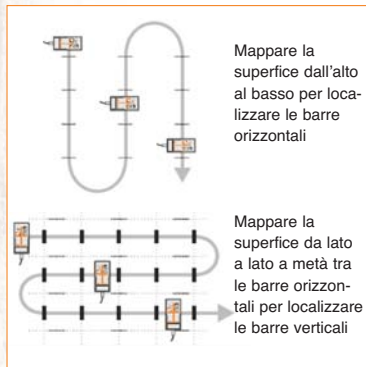 Mappare la
superfice dall'alto
al basso per loca-
lizzare le barre
orizzontali
Mappare la
superfice da lato
a lato a metà tra
le barre orizzon-
tali per localizzare
le barre verticali